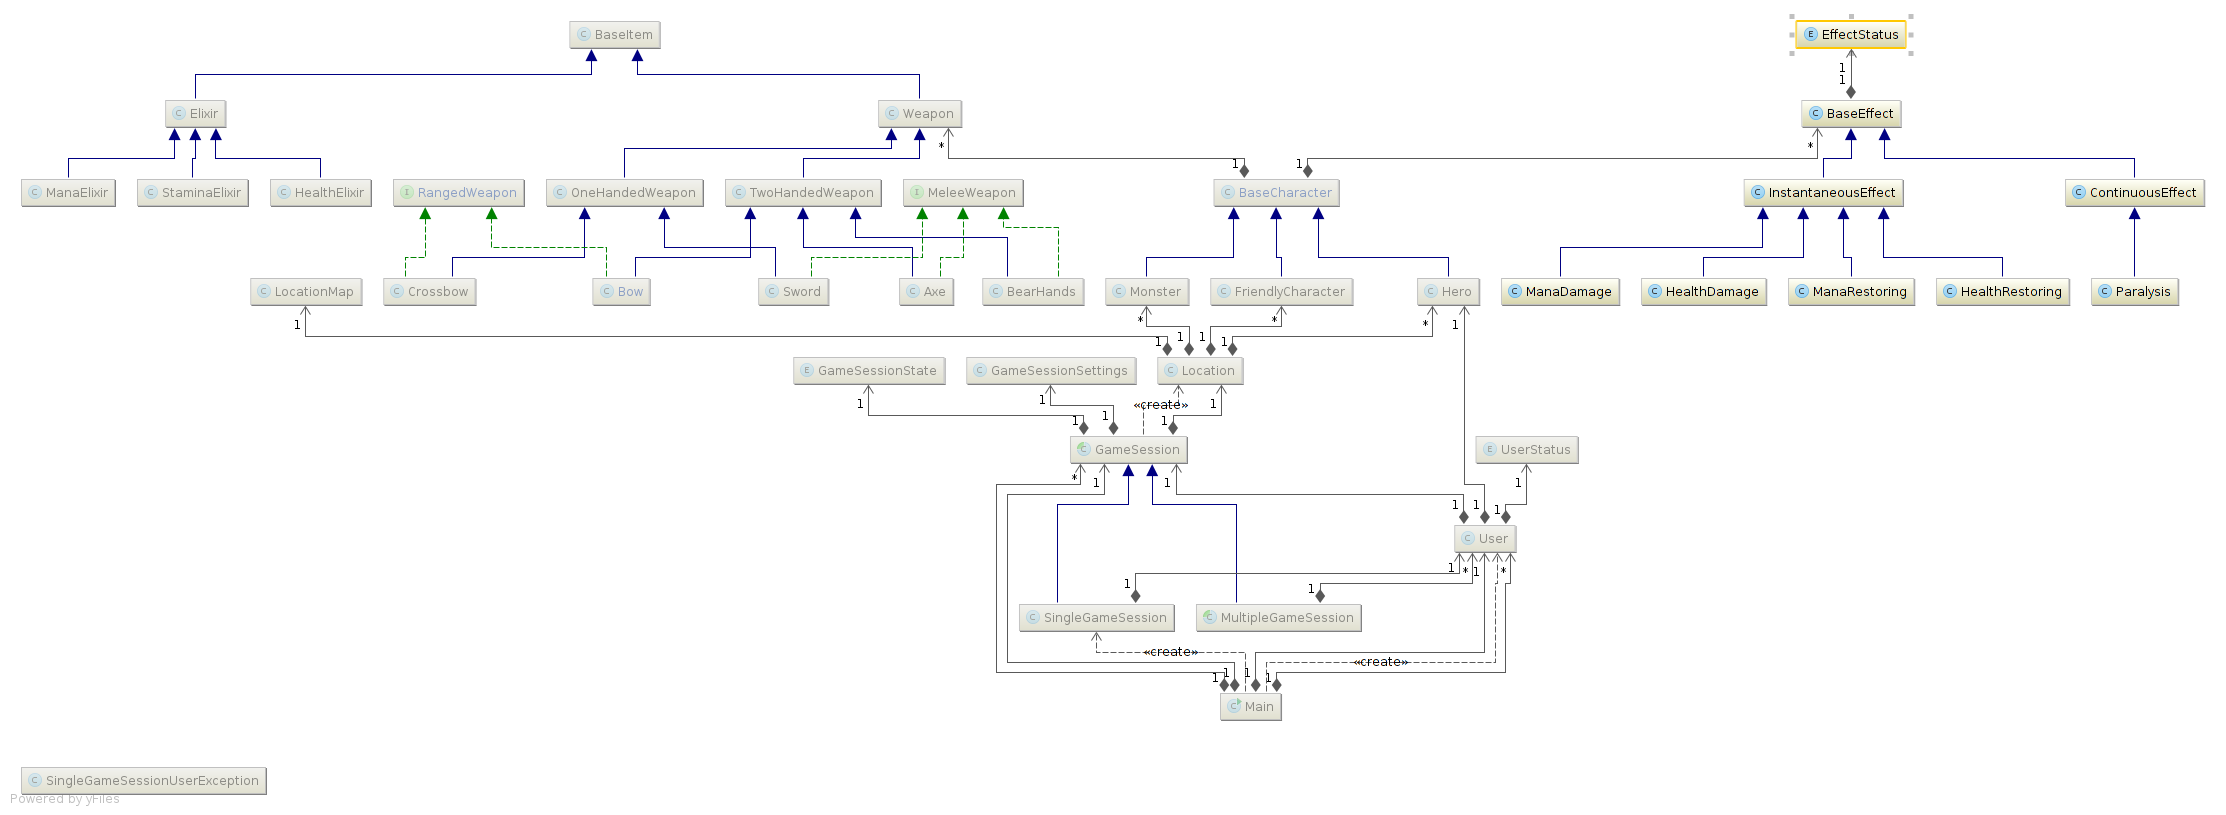 BaseItem
EffectStatus
1
1
Elixir
Weapon
BaseEffect
*
1
1
*
ManaElixir
StaminaElixir
HealthElixir
RangedWeapon
OneHandedWeapon
TwoHandedWeapon
MeleeWeapon
BaseCharacter
InstantaneousEffect
ContinuousEffect
LocationMap
Crossbow
Bow
Sword
Axe
BearHands
Monster
FriendlyCharacter
Hero
ManaDamage
HealthDamage
ManaRestoring
HealthRestoring
Paralysis
1
*
*
*
1
1
1
1
1
GameSessionState
GameSessionSettings
Location
1
1
«create»
1
1
1
1
GameSession
UserStatus
*
1
1
1
1
1
1
User
1
*
1
*
1
1
SingleGameSession
MultipleGameSession
«create»
«create»
1
1
1
1
Main
SingleGameSessionUserException
Powered by yFiles